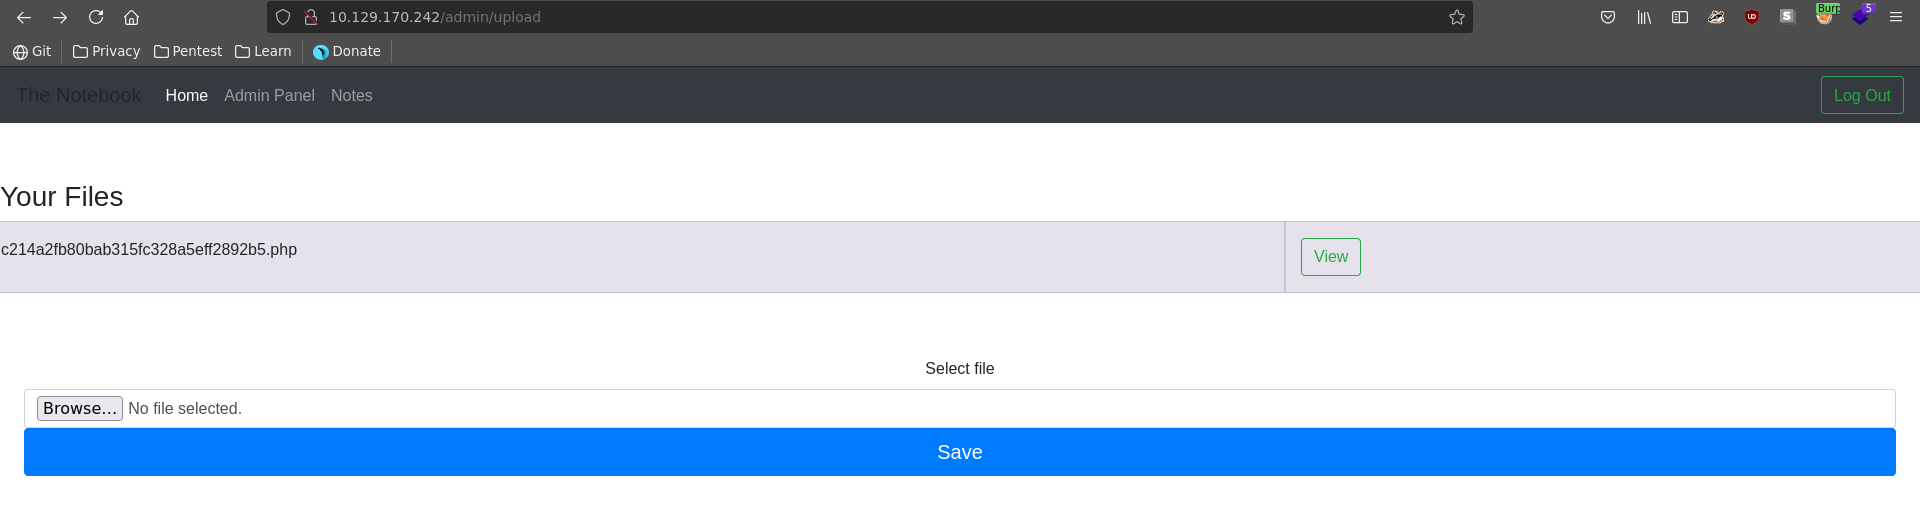 10.129.170.242/admin/upload
Burp
5
Git Privacy Pentest Learn Donate
The Notebook Home Admin Panel Notes Log Out
Your Files
c214a2fb80bab315fc328a5eff2892b5.php View
Select file
Browse... No file selected.
Save